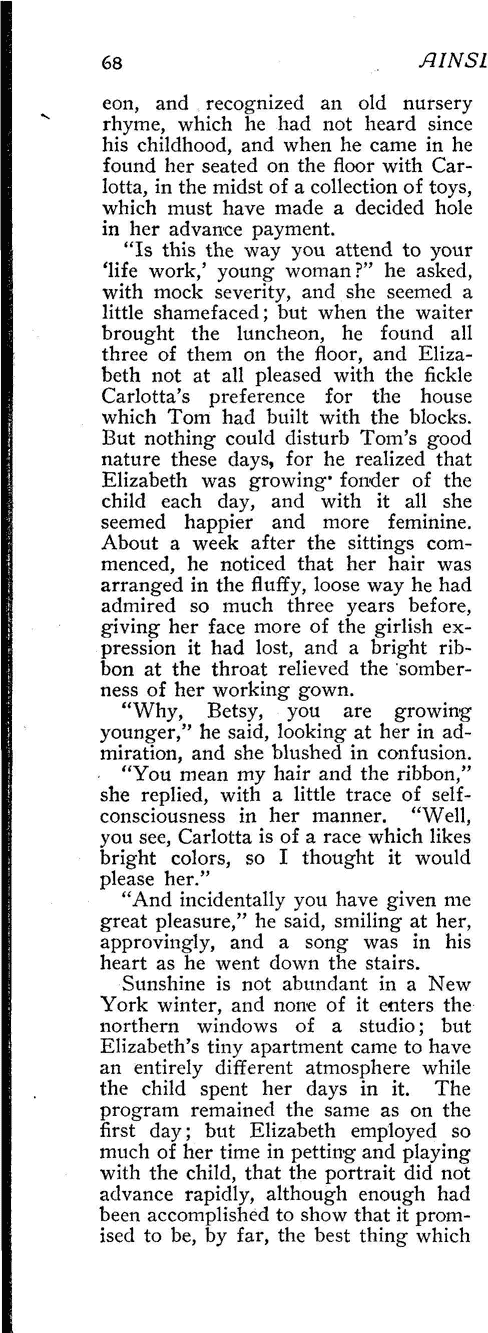 68 AINSL
eon, and recognized an old nursery
rhyme, which he had not heard since
his childhood, and when he came in he
found her seated on the floor with Car-
lotta, in the midst of a collection of toys,
which must have made a decided hole
in her advance payment.
"Is this the way you attend to your
'life work,' young woman?" he asked,
with mock severity, and she seemed a
little shamefaced; but when the waiter
brought the luncheon, he found all
three of them on the floor, and Eliza-
beth not at all pleased with the fickle
Carlotta's preference for the house
which Tom had built with the blocks.
But nothing could disturb Tom's good
nature these days, for he realized that
Elizabeth was growing fonder of the
child each day, and with it all she
seemed happier and more feminine.
About a week after the sittings com-
menced, he noticed that her hair was
arranged in the fluffy, loose way he had
admired so much three years before,
giving her face more of the girlish ex-
pression it had lost, and a bright rib-
bon at the throat relieved the somber-
ness of her working gown.
"Why, Betsy, you are growing
younger," he said, looking at her in ad-
miration, and she blushed in confusion.
"You mean my hair and the ribbon,"
she replied, with a little trace of self-
consciousness in her manner. "Well,
you see, Carlotta is of a race which likes
bright colors, so I thought it would
please her."
"And incidentally you have given me
great pleasure," he said, smiling at her,
approvingly, and a song was in his
heart as he went down the stairs.
Sunshine is not abundant in a New
York winter, and none of it enters the
northern windows of a studio; but
Elizabeth's tiny apartment came to have
an entirely different atmosphere while
the child spent her days in it. The
program remained the same as on the
first day; but Elizabeth employed so
much of her time in petting and playing
with the child, that the portrait did not
advance rapidly, although enough had
been accomplished to show that it prom-
ised to be, by far, the best thing which